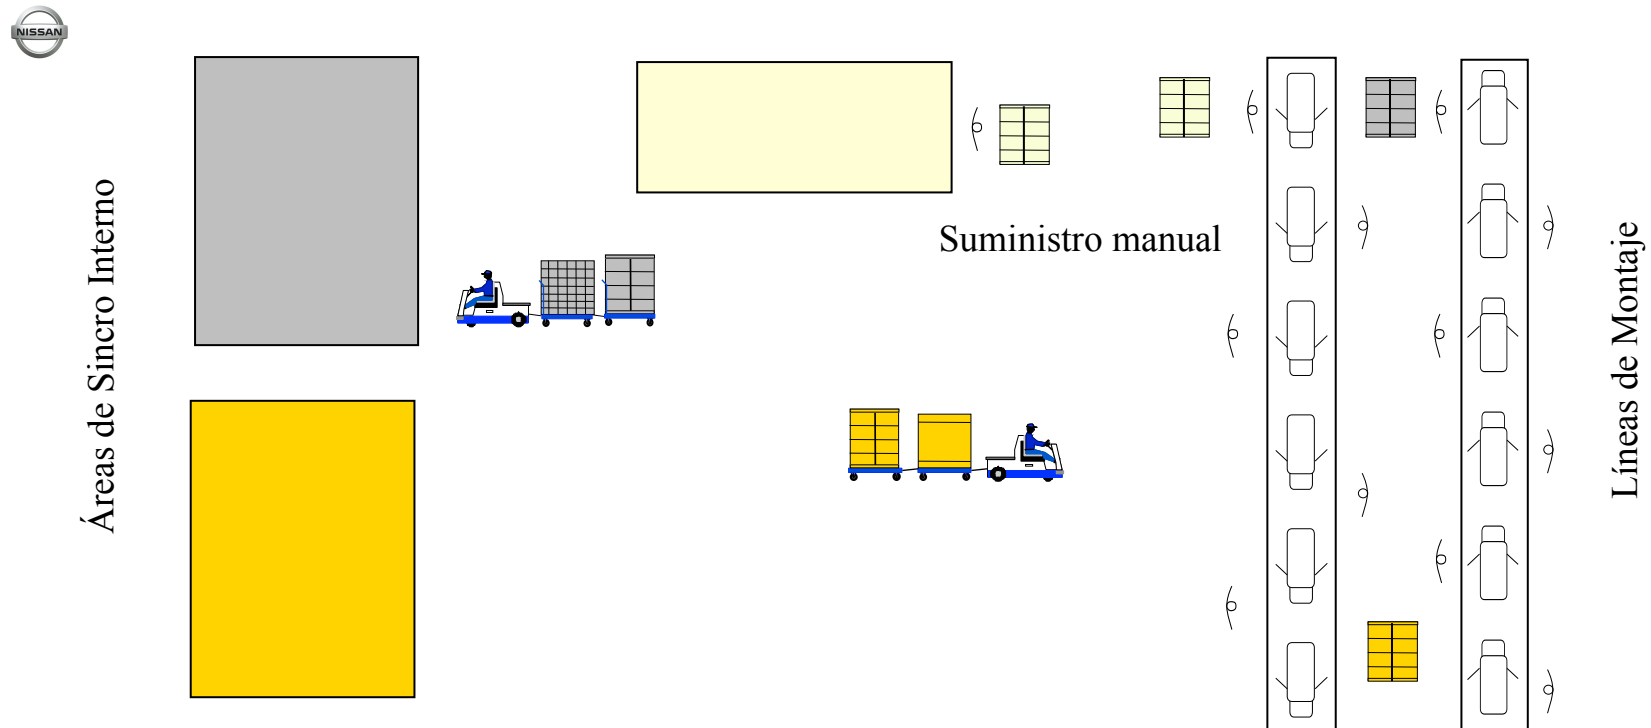 NISSAN
Áreas de Sincro Interno
Suministro manual
Líneas de Montaje